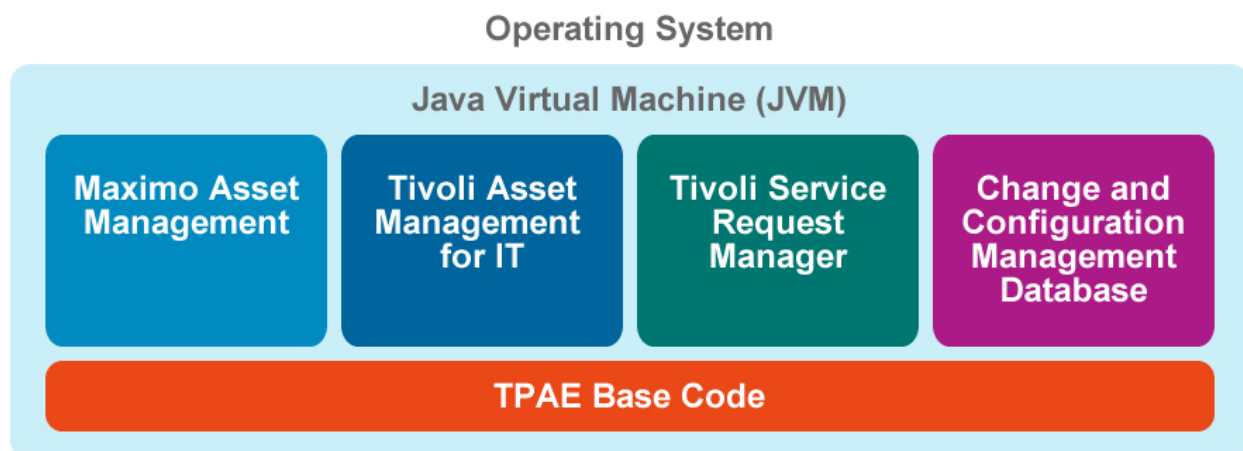 Operating System
Java Virtual Machine (JVM)
Maximo Asset
Management
Tivoli Asset
Management
for IT
Tivoli Service
Request
Manager
Change and
Configuration
Management
Database
TPAE Base Code